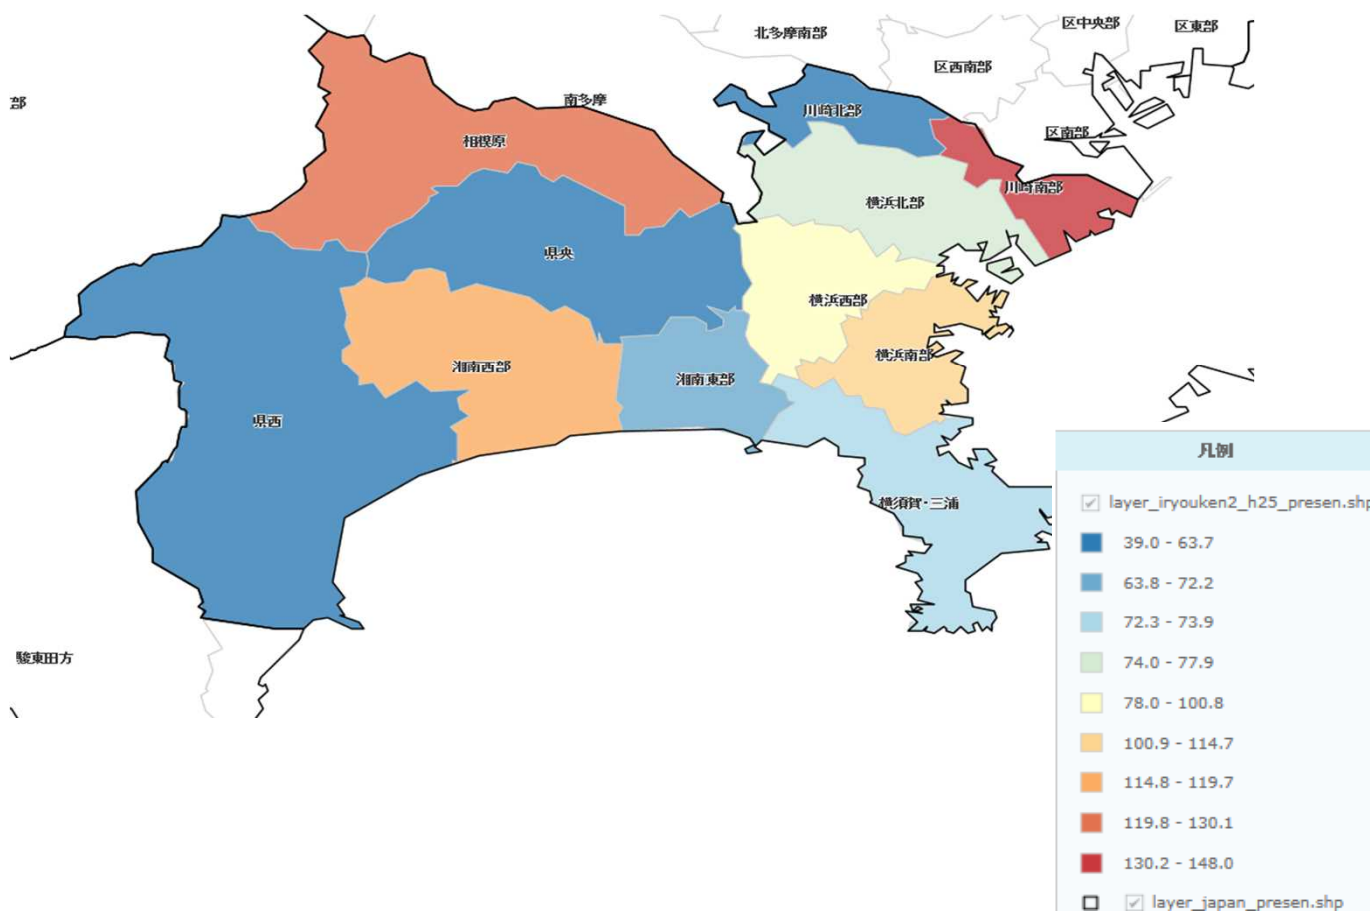 北多摩南部
区中央部
区東部
区西南部
部
南多摩
川崎北部
区南部
相模原
川崎南部
横浜北部
県央
横浜西部
横浜南部
湘南西部
湘南東部
県西
横須賀・三浦
駿東田方
凡例
layer_iryouken2_h25_presen.shp
39.0 - 63.7
63.8 - 72.2
72.3 - 73.9
74.0 - 77.9
78.0 - 100.8
100.9 - 114.7
114.8 - 119.7
119.8 - 130.1
130.2 - 148.0
layer_japan_presen.shp